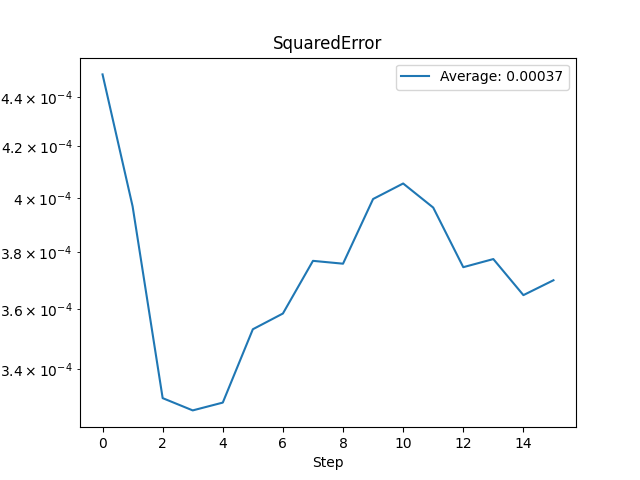 SquaredError
Average: 0.00037
4.4 × 10⁻⁴
4.2 × 10⁻⁴
4 × 10⁻⁴
3.8 × 10⁻⁴
3.6 × 10⁻⁴
3.4 × 10⁻⁴
0 2 4 6 8 10 12 14
Step